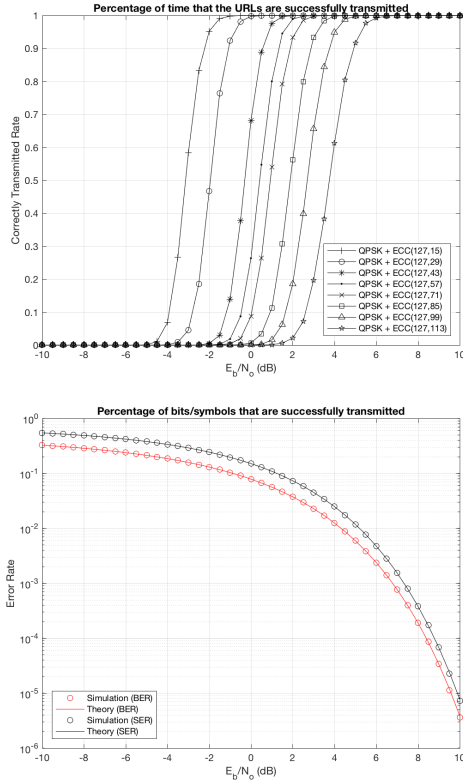 Percentage of time that the URLs are successfully transmitted
1
0.9
0.8
0.7
0.6
0.5
0.4
0.3
0.2
0.1
0
Correctly Transmitted Rate
QPSK + ECC(127,15)
QPSK + ECC(127,29)
QPSK + ECC(127,43)
QPSK + ECC(127,57)
QPSK + ECC(127,71)
QPSK + ECC(127,85)
QPSK + ECC(127,99)
QPSK + ECC(127,113)
-10 -8 -6 -4 -2 0 2 4 6 8 10
E_b/N_o (dB)
Percentage of bits/symbols that are successfully transmitted
10^0
10^-1
10^-2
10^-3
10^-4
10^-5
10^-6
Error Rate
Simulation (BER)
Theory (BER)
Simulation (SER)
Theory (SER)
-10 -8 -6 -4 -2 0 2 4 6 8 10
E_b/N_o (dB)